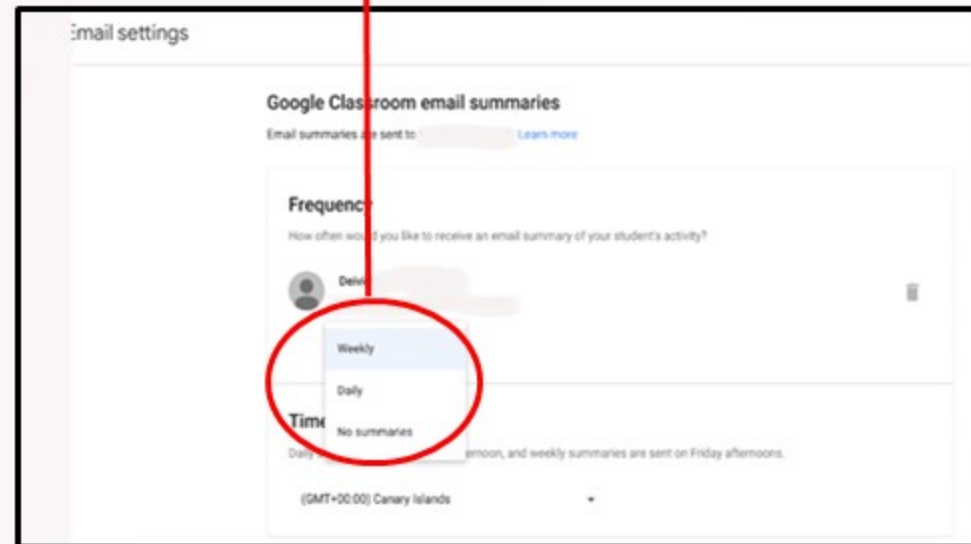 Email settings
Google Classroom email summaries
Email summaries are sent to Learn more
Frequency
How often would you like to receive an email summary of your student's activity?
Weekly
Daily
Time
No summaries
Daily ernoon, and weekly summaries are sent on Friday afternoons.
(GMT+00:00) Canary Islands